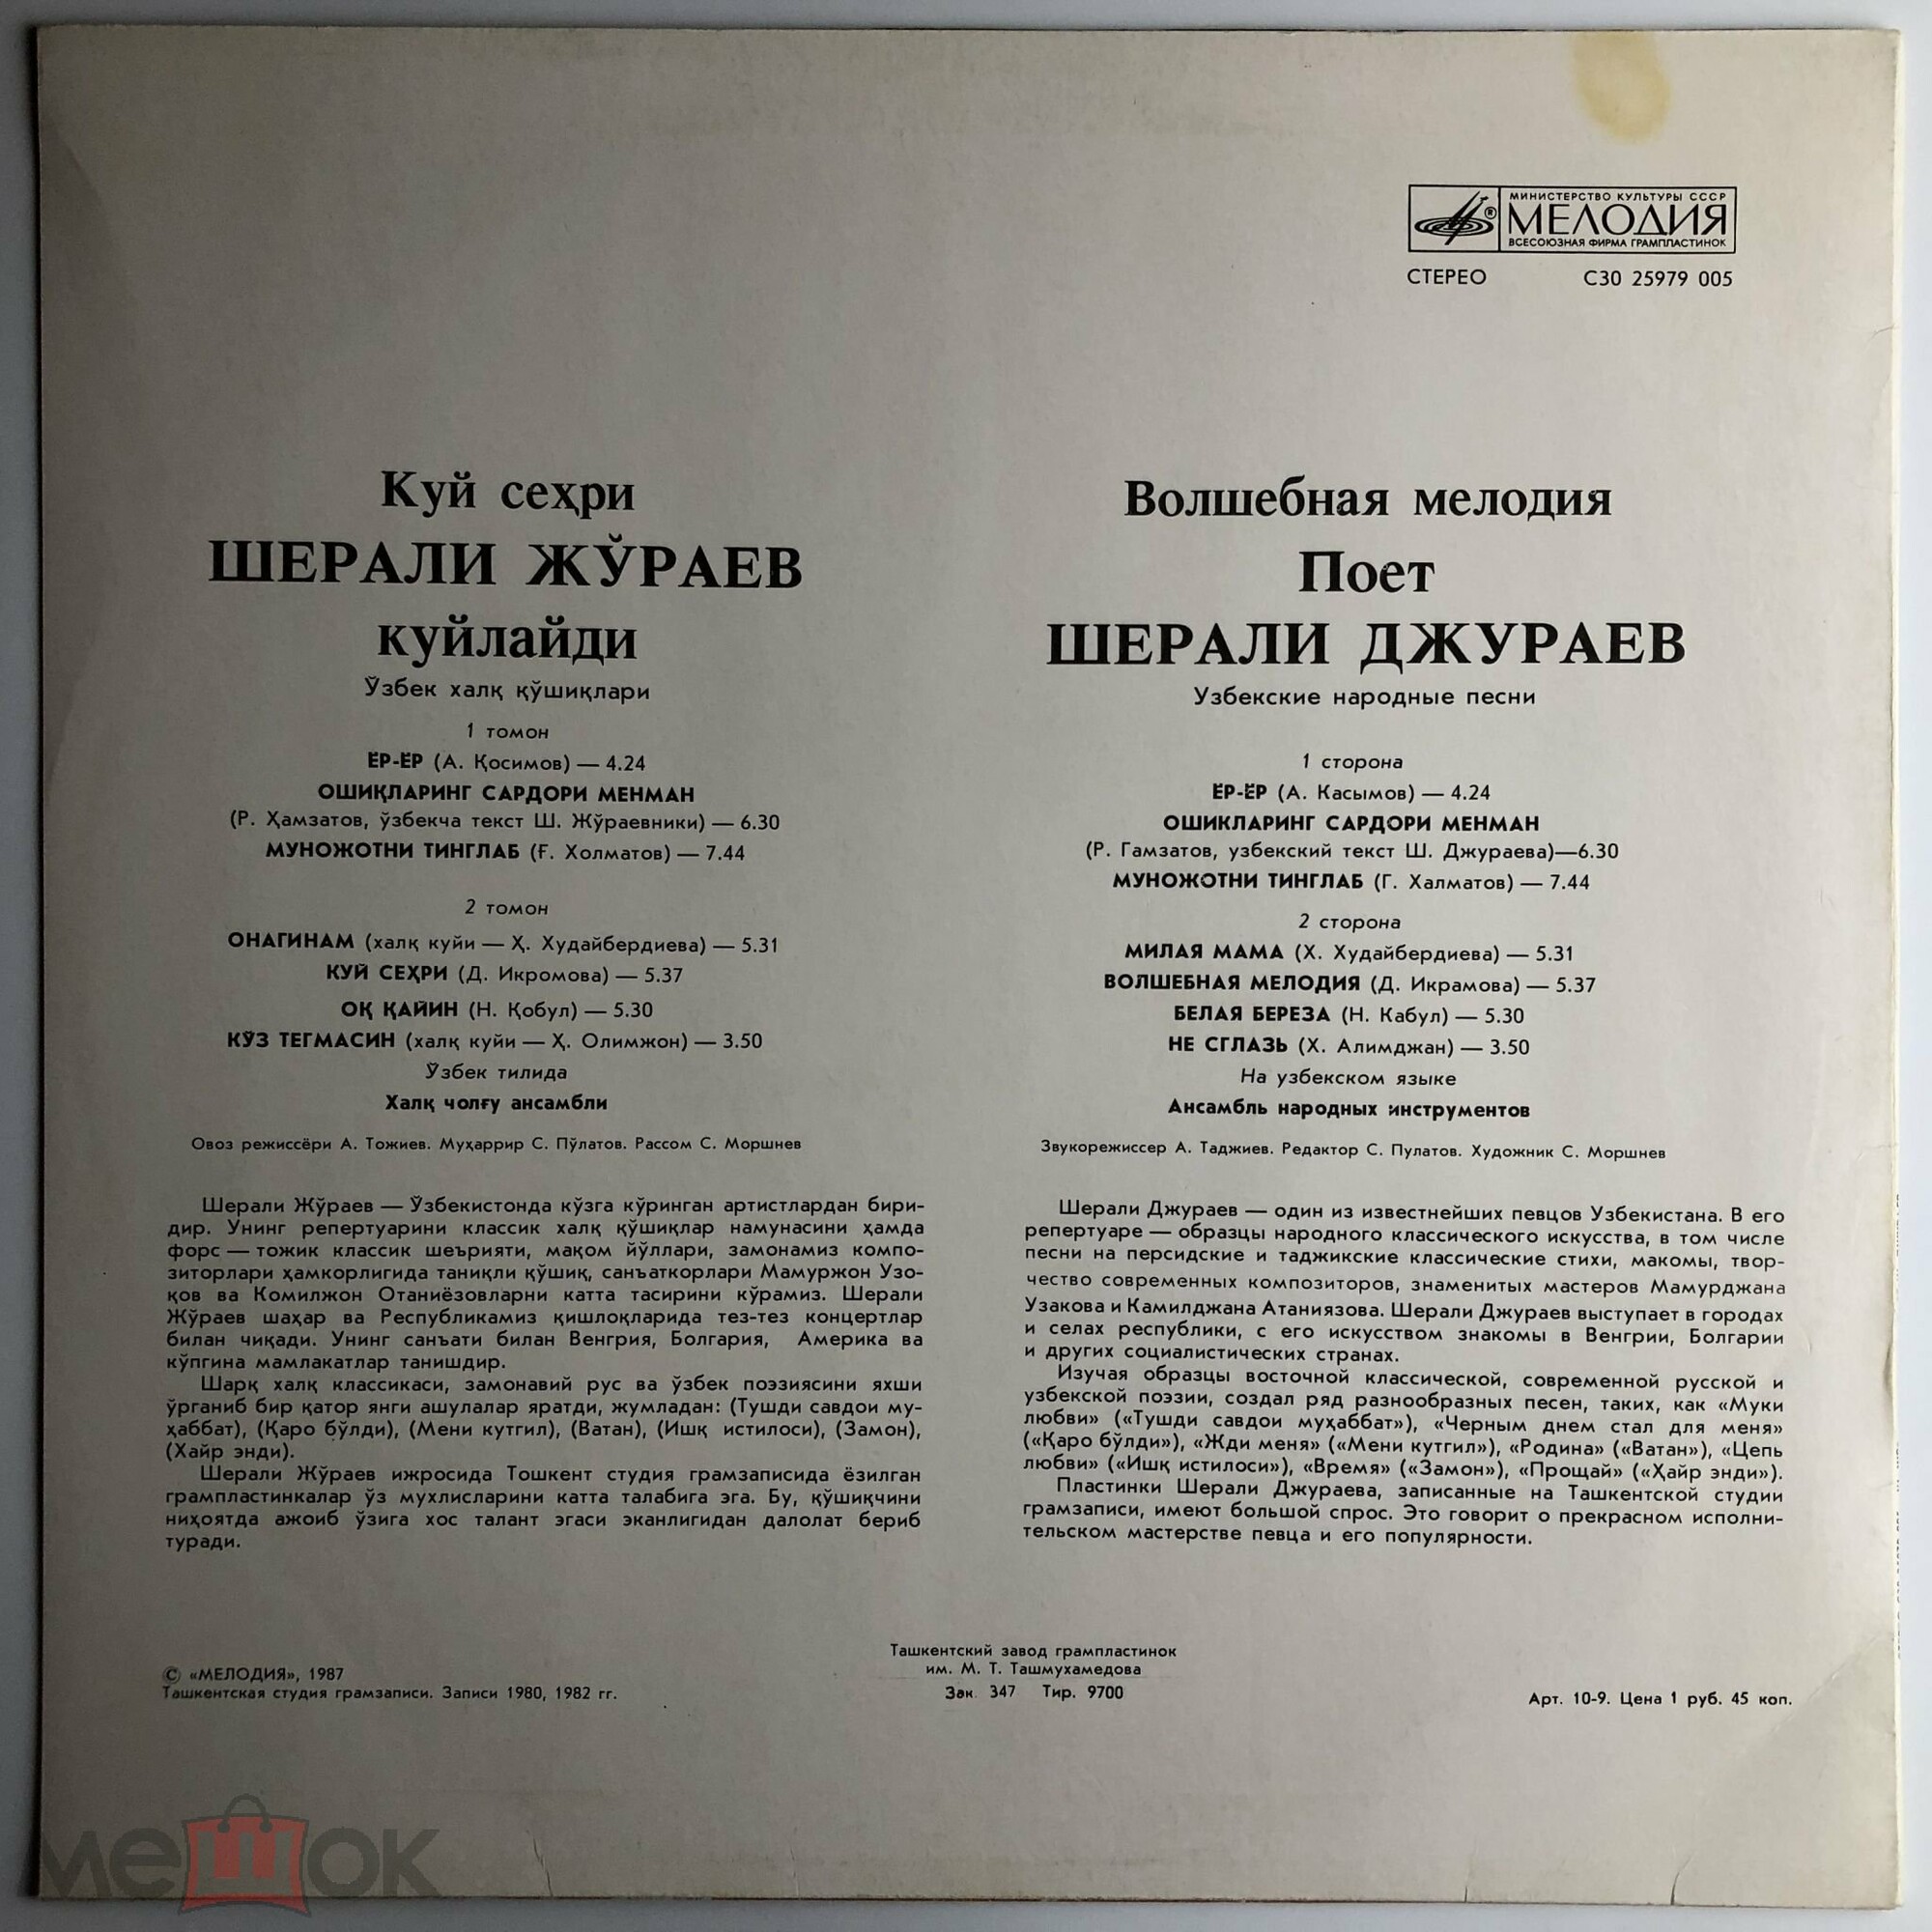 МИНИСТЕРСТВО КУЛЬТУРЫ СССР
МЕЛОДИЯ
ВСЕСОЮЗНАЯ ФИРМА ГРАМПЛАСТИНОК
СТЕРЕО С30 25979 005
Куй сеҳри
ШЕРАЛИ ЖЎРАЕВ
куйлайди
Ўзбек халқ қўшиқлари
1 томон
ЁР-ЁР (А. Қосимов) — 4.24
ОШИҚЛАРИНГ САРДОРИ МЕНМАН
(Р. Ҳамзатов, ўзбекча текст Ш. Жўраевники) — 6.30
МУНОЖОТНИ ТИНГЛАБ (Ғ. Холматов) — 7.44
2 томон
ОНАГИНАМ (халқ куйи — Ҳ. Худайбердиева) — 5.31
КУЙ СЕҲРИ (Д. Икромова) — 5.37
ОҚ ҚАЙИН (Н. Қобул) — 5.30
КЎЗ ТЕГМАСИН (халқ куйи — Ҳ. Олимжон) — 3.50
Ўзбек тилида
Халқ чолғу ансамбли
Овоз режиссёри А. Тожиев. Муҳаррир С. Пўлатов. Рассом С. Моршнев
Шерали Жўраев — Ўзбекистонда кўзга кўринган артистлардан бири-
дир. Унинг репертуарини классик халқ қўшиқлар намунасини ҳамда
форс — тожик классик шеърияти, мақом йўллари, замонамиз компо-
зиторлари ҳамкорлигида таниқли қўшиқ, санъаткорлари Мамуржон Узо-
қов ва Комилжон Отаниёзовларни катта тасирини кўрамиз. Шерали
Жўраев шаҳар ва Республикамиз қишлоқларида тез-тез концертлар
билан чиқади. Унинг санъати билан Венгрия, Болгария, Америка ва
кўпгина мамлакатлар танишдир.
Шарқ халқ классикаси, замонавий рус ва ўзбек поэзиясини яхши
ўрганиб бир қатор янги ашулалар яратди, жумладан: (Тушди савдои му-
ҳаббат), (Қаро бўлди), (Мени кутгил), (Ватан), (Ишқ истилоси), (Замон),
(Хайр энди).
Шерали Жўраев ижросида Тошкент студия грамзаписида ёзилган
грампластинкалар ўз мухлисларини катта талабига эга. Бу, қўшиқчини
ниҳоятда ажоиб ўзига хос талант эгаси эканлигидан далолат бериб
туради.
Волшебная мелодия
Поет
ШЕРАЛИ ДЖУРАЕВ
Узбекские народные песни
1 сторона
ЁР-ЁР (А. Касымов) — 4.24
ОШИКЛАРИНГ САРДОРИ МЕНМАН
(Р. Гамзатов, узбекский текст Ш. Джураева)—6.30
МУНОЖОТНИ ТИНГЛАБ (Г. Халматов) — 7.44
2 сторона
МИЛАЯ МАМА (Х. Худайбердиева) — 5.31
ВОЛШЕБНАЯ МЕЛОДИЯ (Д. Икрамова) — 5.37
БЕЛАЯ БЕРЕЗА (Н. Кабул) — 5.30
НЕ СГЛАЗЬ (Х. Алимджан) — 3.50
На узбекском языке
Ансамбль народных инструментов
Звукорежиссер А. Таджиев. Редактор С. Пулатов. Художник С. Моршнев
Шерали Джураев — один из известнейших певцов Узбекистана. В его
репертуаре — образцы народного классического искусства, в том числе
песни на персидские и таджикские классические стихи, макомы, твор-
чество современных композиторов, знаменитых мастеров Мамурджана
Узакова и Камилджана Атаниязова. Шерали Джураев выступает в городах
и селах республики, с его искусством знакомы в Венгрии, Болгарии
и других социалистических странах.
Изучая образцы восточной классической, современной русской и
узбекской поэзии, создал ряд разнообразных песен, таких, как «Муки
любви» («Тушди савдои муҳаббат»), «Черным днем стал для меня»
(«Қаро бўлди»), «Жди меня» («Мени кутгил»), «Родина» («Ватан»), «Цепь
любви» («Ишқ истилоси»), «Время» («Замон»), «Прощай» («Ҳайр энди»).
Пластинки Шерали Джураева, записанные на Ташкентской студии
грамзаписи, имеют большой спрос. Это говорит о прекрасном исполни-
тельском мастерстве певца и его популярности.
© «МЕЛОДИЯ», 1987
Ташкентская студия грамзаписи. Записи 1980, 1982 гг.
Ташкентский завод грампластинок
им. М. Т. Ташмухамедова
Зак. 347 Тир. 9700
Арт. 10-9. Цена 1 руб. 45 коп.
мешок